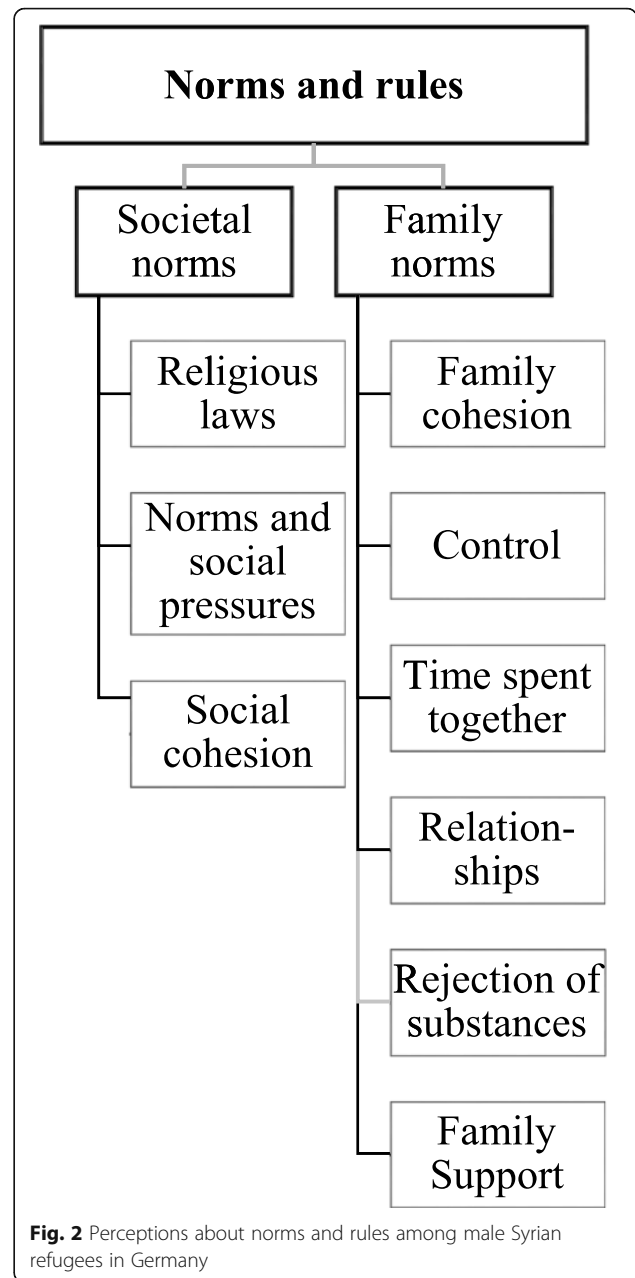 Norms and rules
Societal
norms
Religious
laws
Norms and
social
pressures
Social
cohesion
Family
norms
Family
cohesion
Control
Time spent
together
Relation-
ships
Rejection of
substances
Family
Support
Fig. 2 Perceptions about norms and rules among male Syrian
refugees in Germany